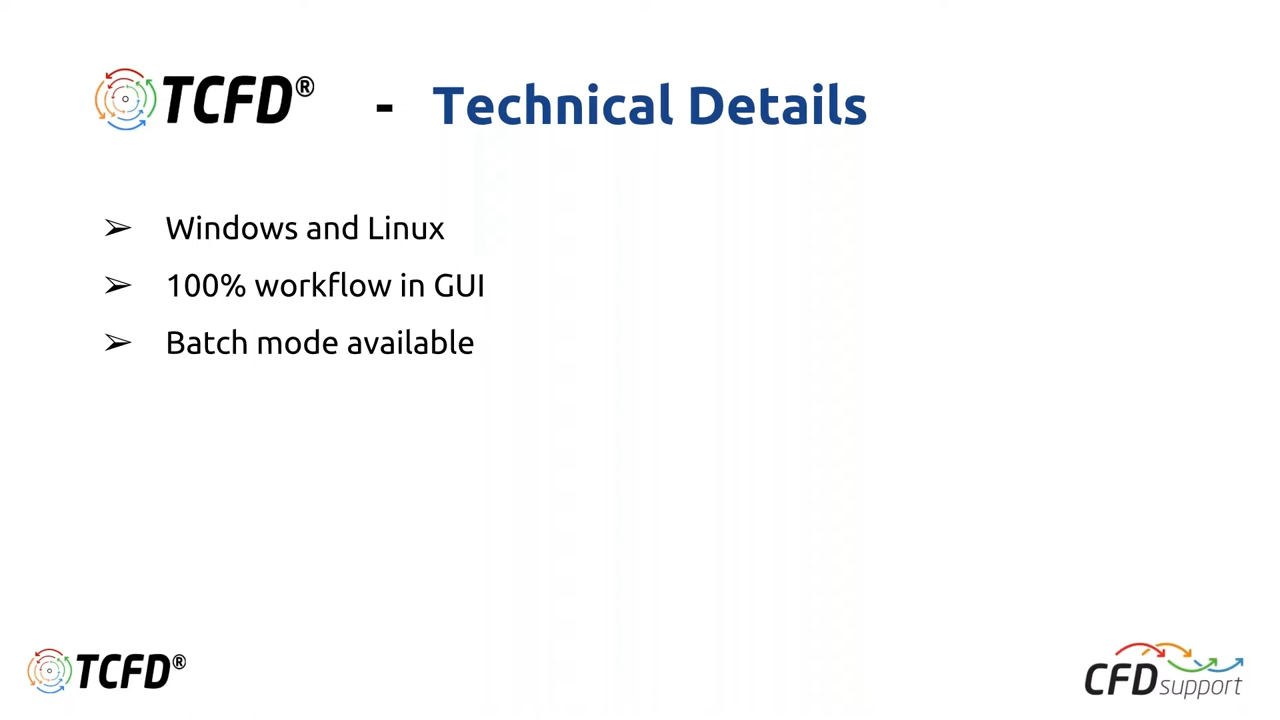 TCFD® - Technical Details
➢ Windows and Linux
➢ 100% workflow in GUI
➢ Batch mode available
TCFD®
CFD support